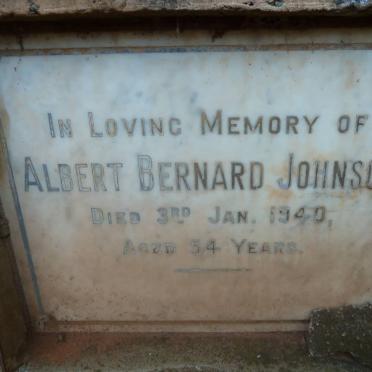 In Loving Memory of
Albert Bernard Johnso
Died 3rd Jan. 1940,
Aged 54 Years.